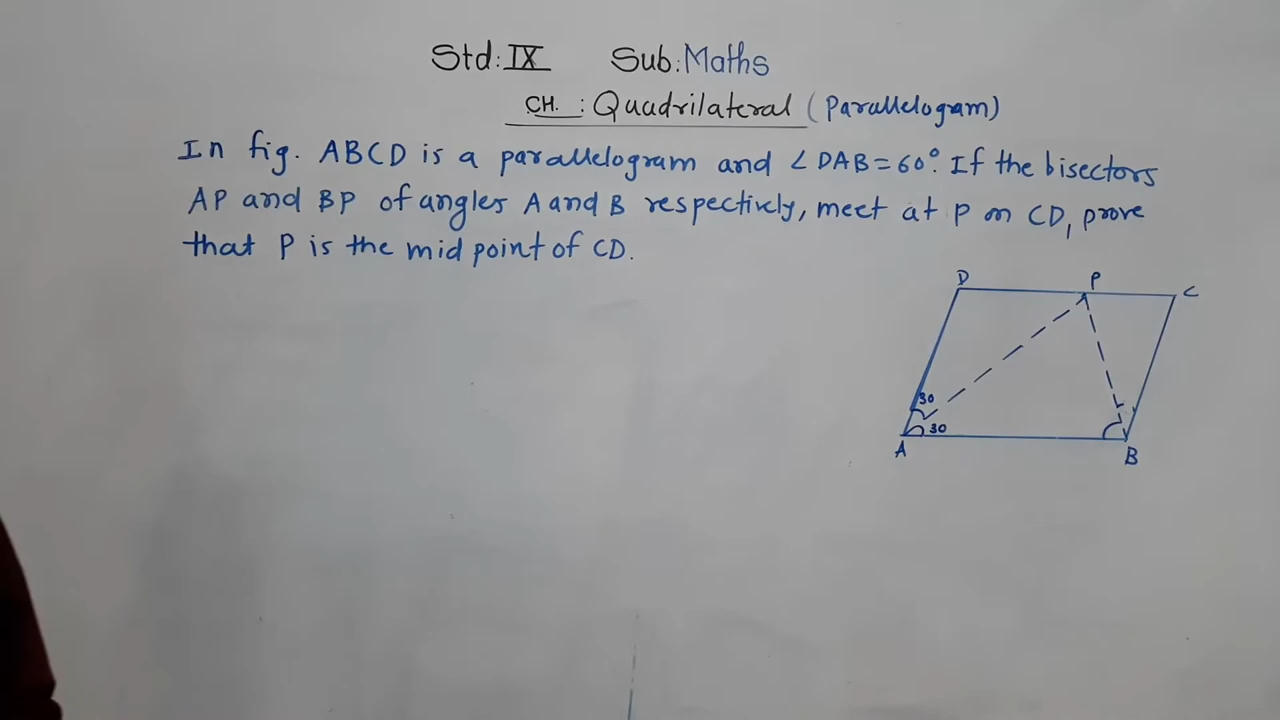 Std: IX Sub: Maths
CH. : Quadrilateral (Parallelogram)
In fig. ABCD is a parallelogram and ∠DAB = 60°. If the bisectors
AP and BP of angles A and B respectively, meet at P on CD, prove
that P is the mid point of CD.
D P C
30
30
A B